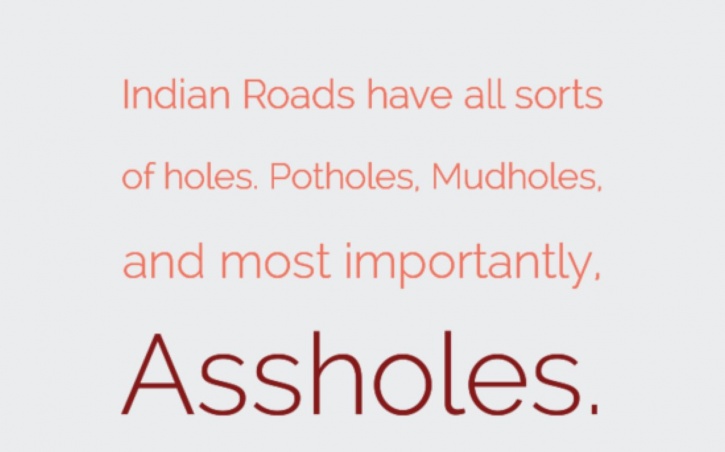 Indian Roads have all sorts
of holes. Potholes, Mudholes,
and most importantly,
Assholes.